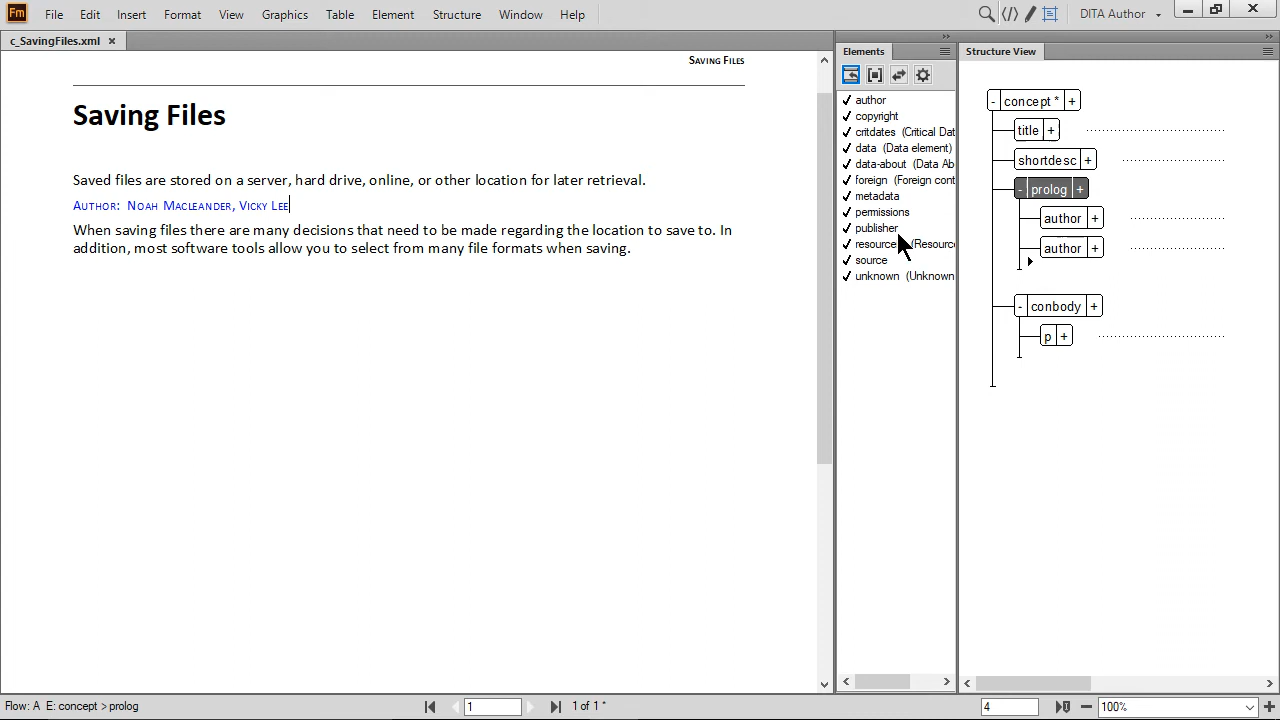 Fm File Edit Insert Format View Graphics Table Element Structure Window Help DITA Author
c_SavingFiles.xml ×
Saving Files
Saving Files
Saved files are stored on a server, hard drive, online, or other location for later retrieval.
Author: Noah Macleander, Vicky Lee
When saving files there are many decisions that need to be made regarding the location to save to. In
addition, most software tools allow you to select from many file formats when saving.
Elements
author
copyright
critdates (Critical Dat
data (Data element)
data-about (Data Ab
foreign (Foreign cont
metadata
permissions
publisher
resource (Resource
source
unknown (Unknown
Structure View
- concept * +
title +
shortdesc +
- prolog +
author +
author +
- conbody +
p +
Flow: A E: concept > prolog
1
1 of 1 *
4
100%